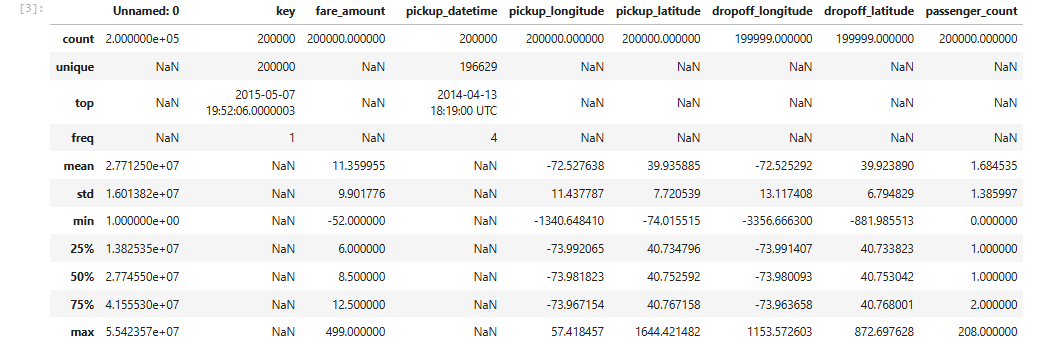 [3]:
Unnamed: 0 key fare_amount pickup_datetime pickup_longitude pickup_latitude dropoff_longitude dropoff_latitude passenger_count
count 2.000000e+05 200000 200000.000000 200000 200000.000000 200000.000000 199999.000000 199999.000000 200000.000000
unique NaN 200000 NaN 196629 NaN NaN NaN NaN NaN
top NaN 2015-05-07 19:52:06.0000003 NaN 2014-04-13 18:19:00 UTC NaN NaN NaN NaN NaN
freq NaN 1 NaN 4 NaN NaN NaN NaN NaN
mean 2.771250e+07 NaN 11.359955 NaN -72.527638 39.935885 -72.525292 39.923890 1.684535
std 1.601382e+07 NaN 9.901776 NaN 11.437787 7.720539 13.117408 6.794829 1.385997
min 1.000000e+00 NaN -52.000000 NaN -1340.648410 -74.015515 -3356.666300 -881.985513 0.000000
25% 1.382535e+07 NaN 6.000000 NaN -73.992065 40.734796 -73.991407 40.733823 1.000000
50% 2.774550e+07 NaN 8.500000 NaN -73.981823 40.752592 -73.980093 40.753042 1.000000
75% 4.155530e+07 NaN 12.500000 NaN -73.967154 40.767158 -73.963658 40.768001 2.000000
max 5.542357e+07 NaN 499.000000 NaN 57.418457 1644.421482 1153.572603 872.697628 208.000000